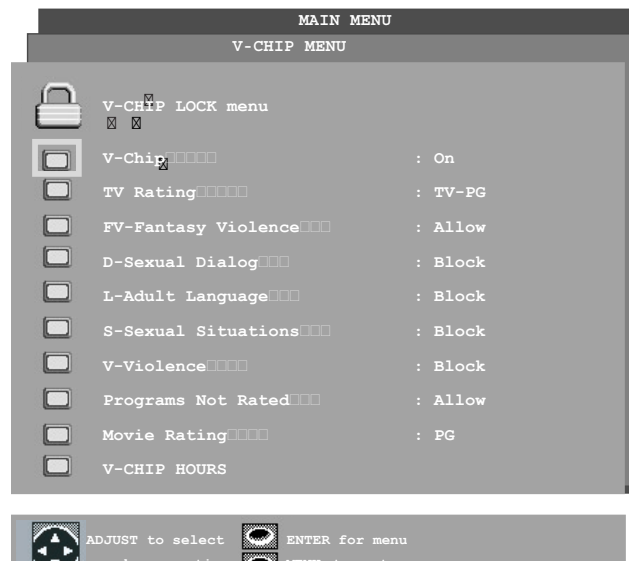 MAIN MENU
V-CHIP MENU
V-CHIP LOCK menu
V-Chip : On
TV Rating : TV-PG
FV-Fantasy Violence : Allow
D-Sexual Dialog : Block
L-Adult Language : Block
S-Sexual Situations : Block
V-Violence : Block
Programs Not Rated : Allow
Movie Rating : PG
V-CHIP HOURS
ADJUST to select ENTER for menu